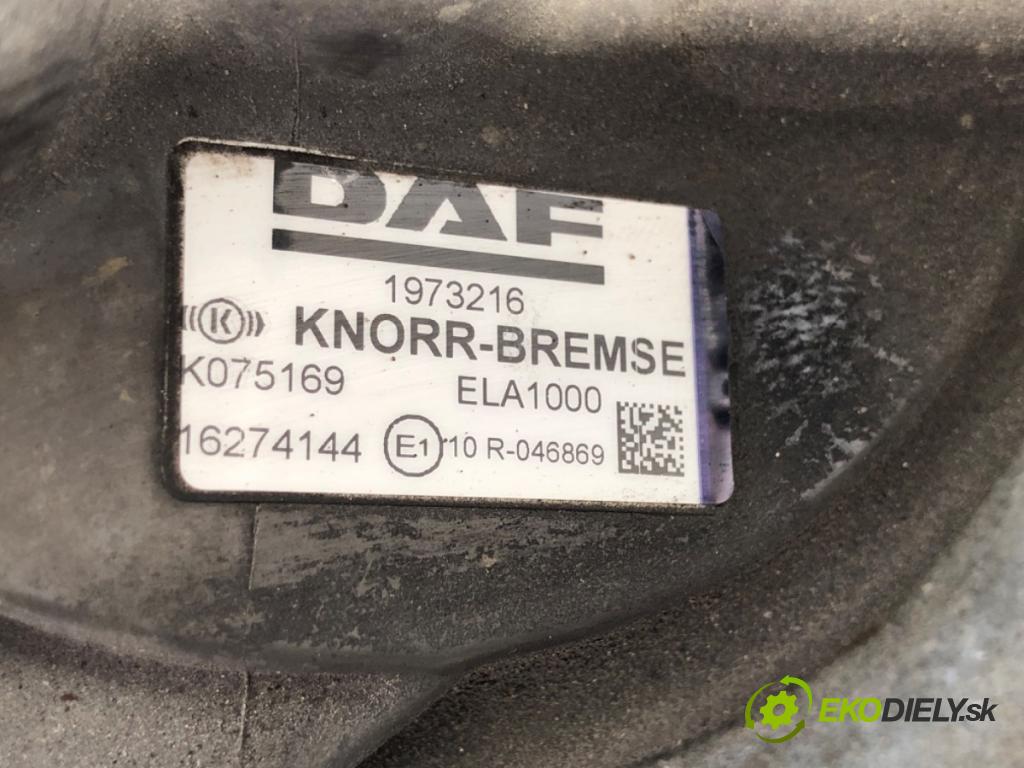 DAF
1973216
K KNORR-BREMSE
K075169 ELA1000
16274144 E1 10 R-046869
EKODIELY.sk